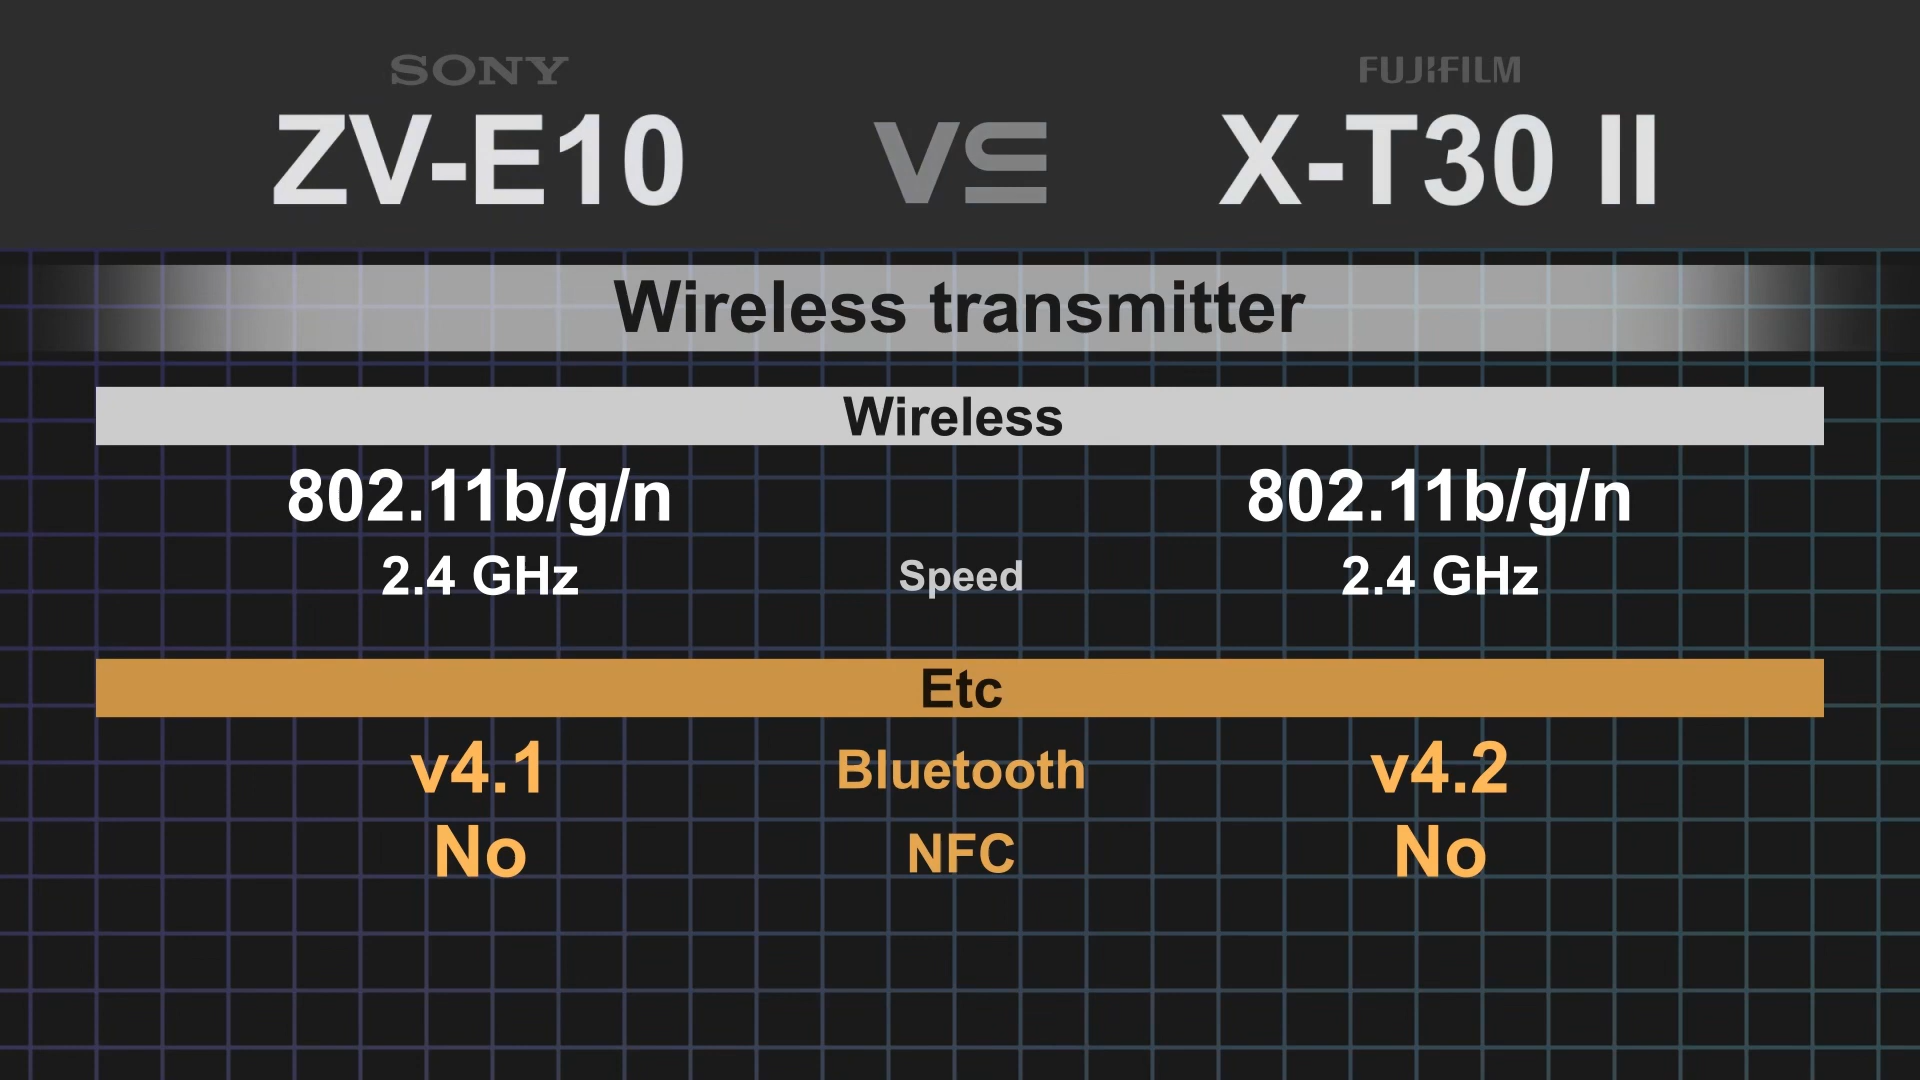 SONY FUJIFILM
ZV-E10 VS X-T30 II
Wireless transmitter
Wireless
802.11b/g/n 802.11b/g/n
2.4 GHz Speed 2.4 GHz
Etc
v4.1 Bluetooth v4.2
No NFC No